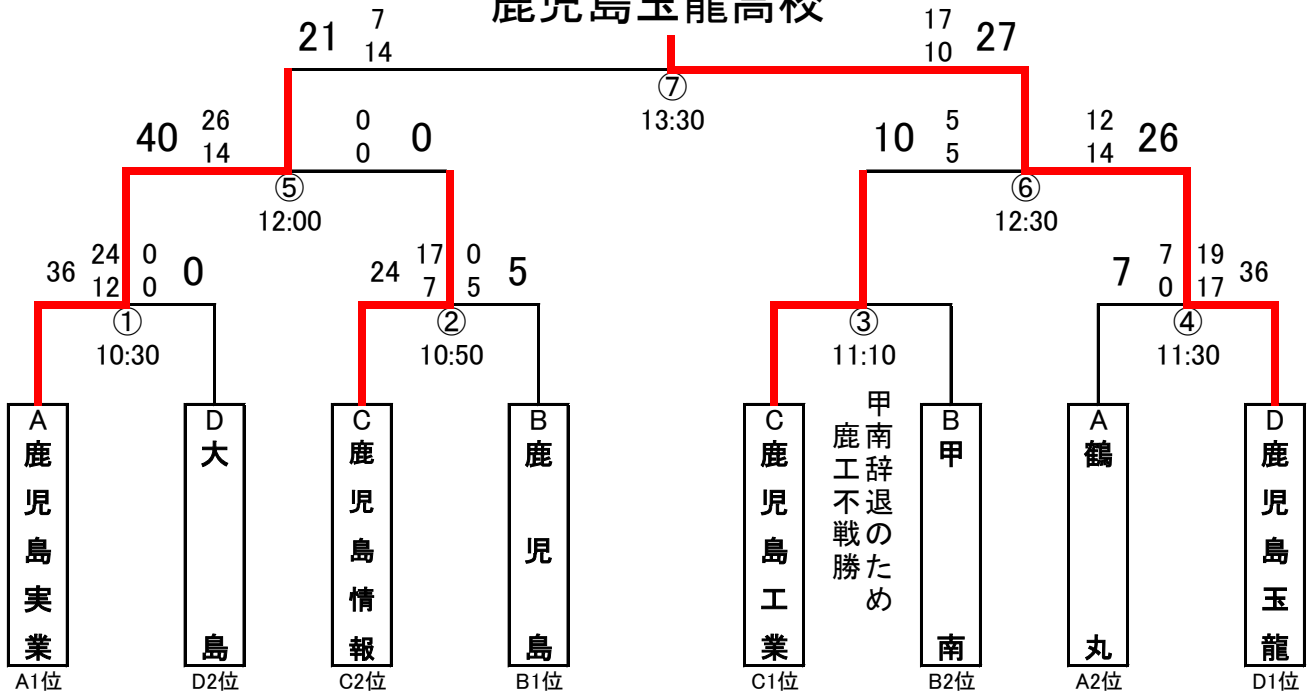 鹿児島玉龍高校
21
7
14
17
10
27
⑦
13:30
40
26
14
0
0
0
10
5
5
12
14
26
⑤
12:00
⑥
12:30
36
24
12
0
0
0
24
17
7
0
5
5
7
7
0
19
17
36
①
10:30
②
10:50
③
11:10
④
11:30
A
鹿児島実業
A1位
D
大島
D2位
C
鹿児島情報
C2位
B
鹿児島
B1位
C
鹿児島工業
C1位
甲南辞退のため
鹿工不戦勝
B
甲南
B2位
A
鶴丸
A2位
D
鹿児島玉龍
D1位